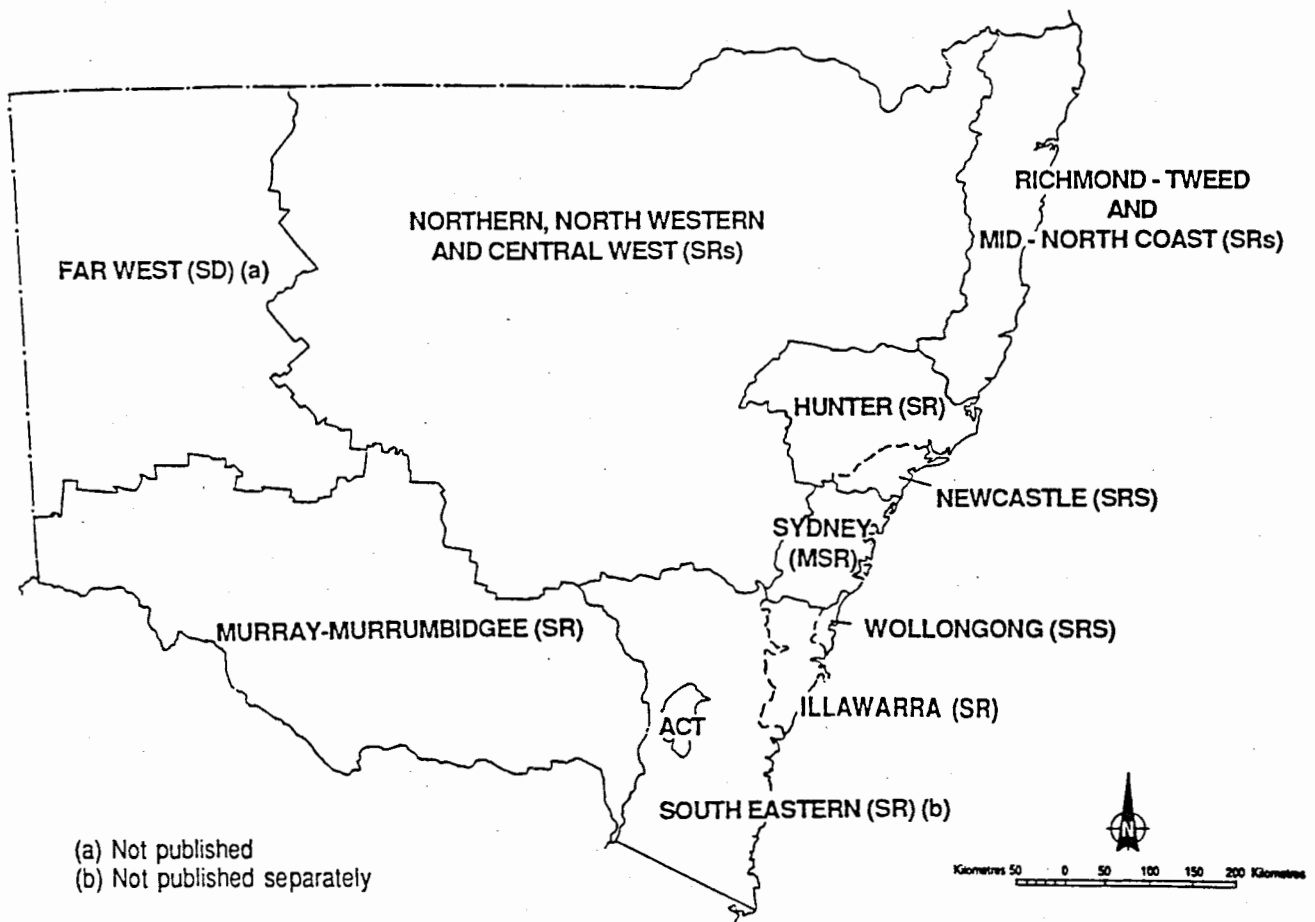 RICHMOND - TWEED
AND
MID - NORTH COAST (SRs)
NORTHERN, NORTH WESTERN
AND CENTRAL WEST (SRs)
FAR WEST (SD) (a)
HUNTER (SR)
NEWCASTLE (SRS)
SYDNEY
(MSR)
MURRAY-MURRUMBIDGEE (SR)
WOLLONGONG (SRS)
ILLAWARRA (SR)
ACT
SOUTH EASTERN (SR) (b)
N
(a) Not published
(b) Not published separately
Kilometres 50 0 50 100 150 200 Kilometres